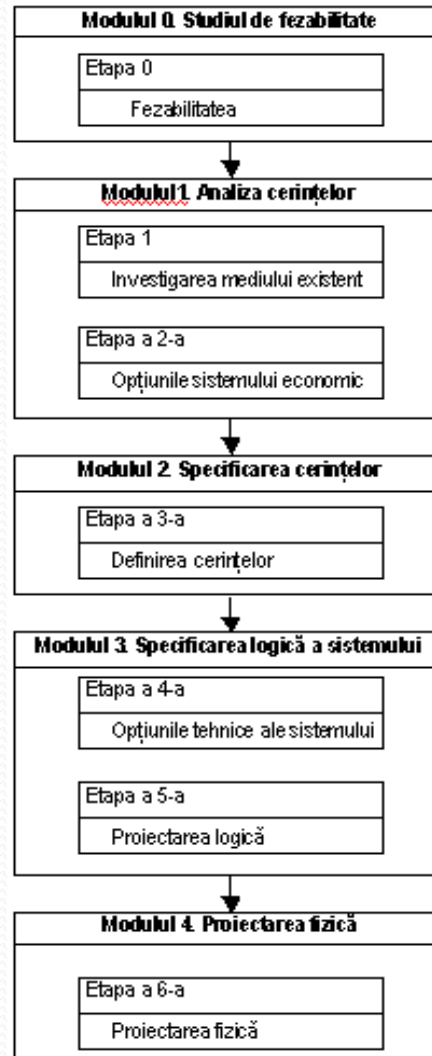 Modulul 0. Studiul de fezabilitate
Etapa 0
Fezabilitatea
Modulul 1. Analiza cerințelor
Etapa 1
Investigarea mediului existent
Etapa a 2-a
Opțiunile sistemului economic
Modulul 2. Specificarea cerințelor
Etapa a 3-a
Definirea cerințelor
Modulul 3. Specificarea logică a sistemului
Etapa a 4-a
Opțiunile tehnice ale sistemului
Etapa a 5-a
Proiectarea logică
Modulul 4. Proiectarea fizică
Etapa a 6-a
Proiectarea fizică